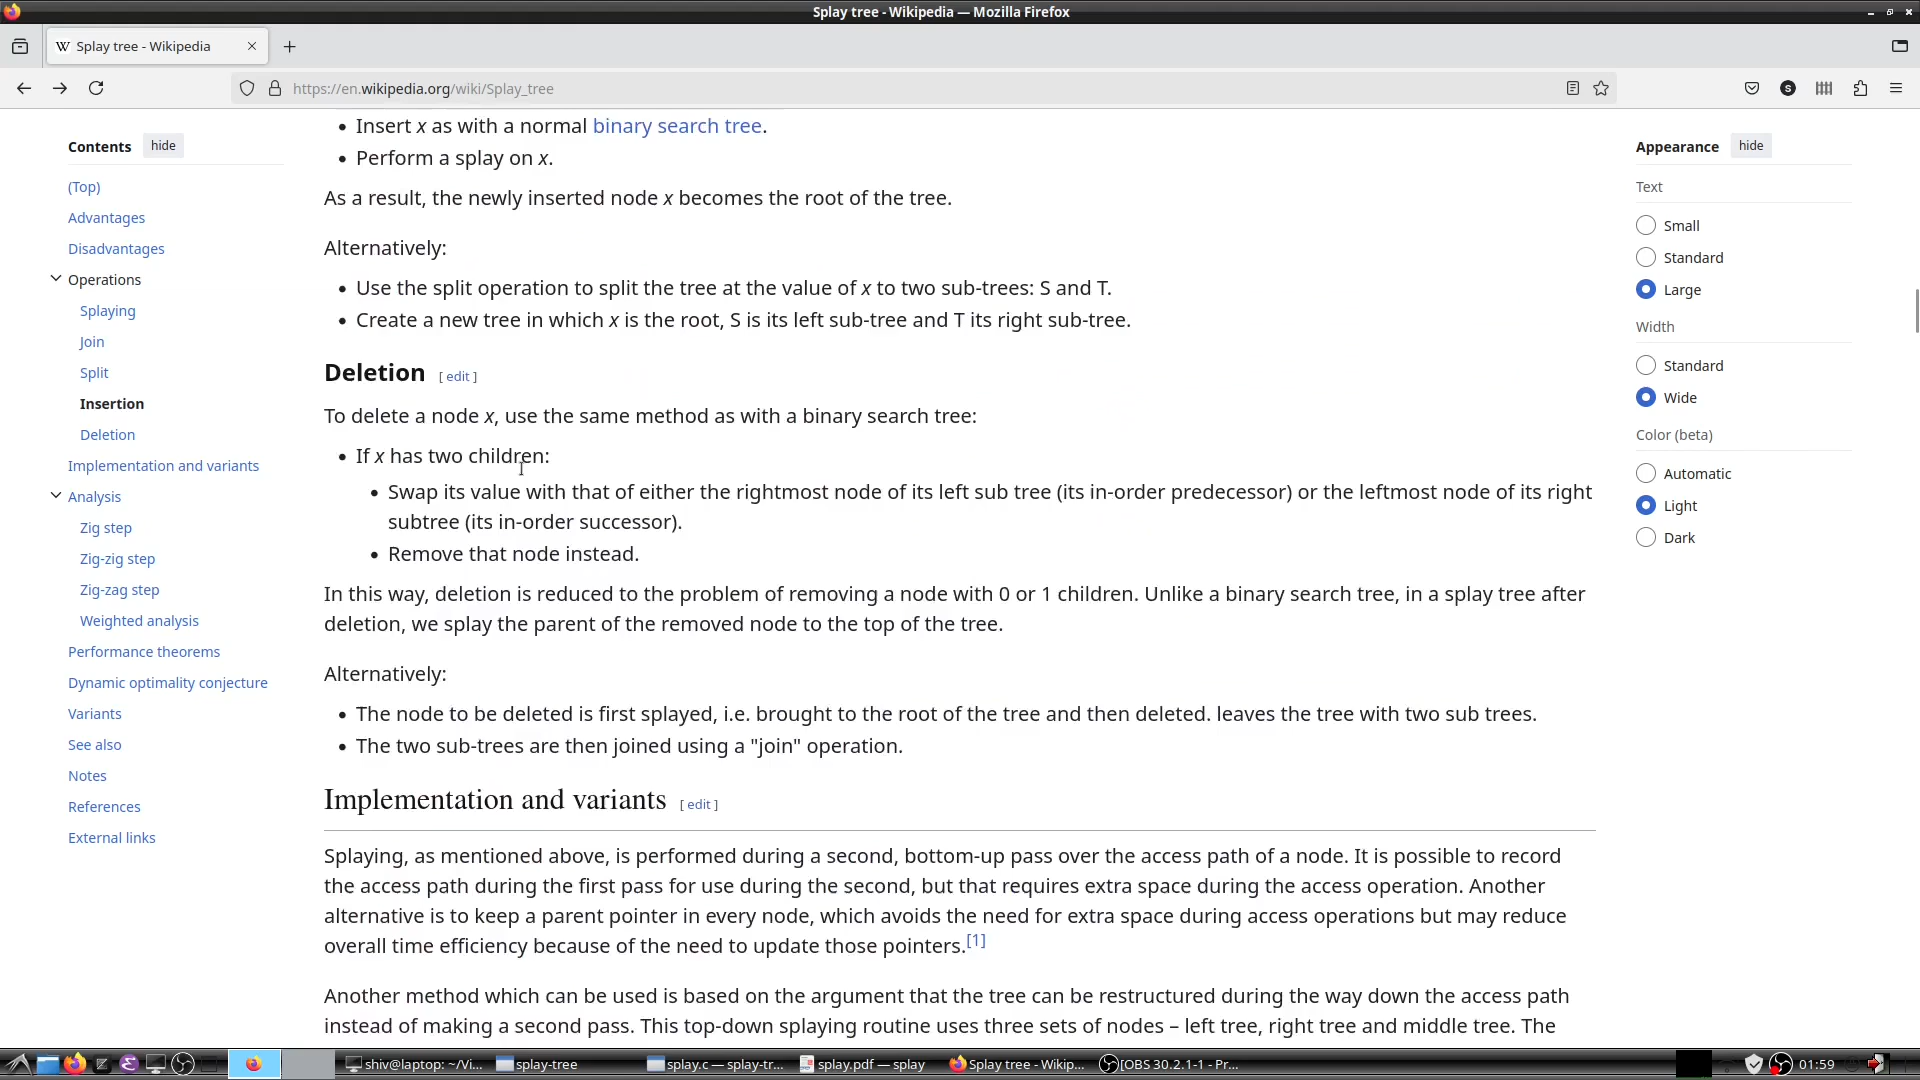 Splay tree - Wikipedia — Mozilla Firefox
Splay tree - Wikipedia
https://en.wikipedia.org/wiki/Splay_tree
S
Contents hide
(Top)
Advantages
Disadvantages
Operations
Splaying
Join
Split
Insertion
Deletion
Implementation and variants
Analysis
Zig step
Zig-zig step
Zig-zag step
Weighted analysis
Performance theorems
Dynamic optimality conjecture
Variants
See also
Notes
References
External links
• Insert x as with a normal binary search tree.
• Perform a splay on x.
As a result, the newly inserted node x becomes the root of the tree.
Alternatively:
• Use the split operation to split the tree at the value of x to two sub-trees: S and T.
• Create a new tree in which x is the root, S is its left sub-tree and T its right sub-tree.
Deletion [ edit ]
To delete a node x, use the same method as with a binary search tree:
• If x has two children:
• Swap its value with that of either the rightmost node of its left sub tree (its in-order predecessor) or the leftmost node of its right
subtree (its in-order successor).
• Remove that node instead.
In this way, deletion is reduced to the problem of removing a node with 0 or 1 children. Unlike a binary search tree, in a splay tree after
deletion, we splay the parent of the removed node to the top of the tree.
Alternatively:
• The node to be deleted is first splayed, i.e. brought to the root of the tree and then deleted. leaves the tree with two sub trees.
• The two sub-trees are then joined using a "join" operation.
Implementation and variants [ edit ]
Splaying, as mentioned above, is performed during a second, bottom-up pass over the access path of a node. It is possible to record
the access path during the first pass for use during the second, but that requires extra space during the access operation. Another
alternative is to keep a parent pointer in every node, which avoids the need for extra space during access operations but may reduce
overall time efficiency because of the need to update those pointers.[1]
Another method which can be used is based on the argument that the tree can be restructured during the way down the access path
instead of making a second pass. This top-down splaying routine uses three sets of nodes – left tree, right tree and middle tree. The
Appearance hide
Text
Small
Standard
Large
Width
Standard
Wide
Color (beta)
Automatic
Light
Dark
shiv@laptop: ~/Vi... splay-tree splay.c — splay-tr... splay.pdf — splay Splay tree - Wikip... [OBS 30.2.1-1 - Pr... 01:59